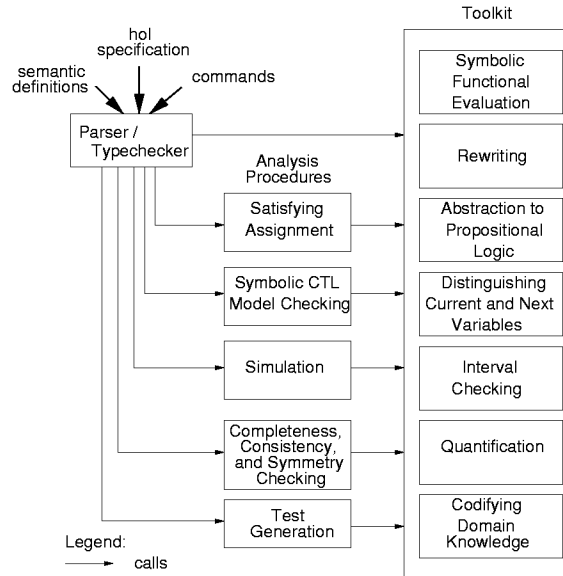 Toolkit
hol
specification
semantic
definitions
commands
Parser /
Typechecker
Analysis
Procedures
Satisfying
Assignment
Symbolic CTL
Model Checking
Simulation
Completeness,
Consistency,
and Symmetry
Checking
Test
Generation
Symbolic
Functional
Evaluation
Rewriting
Abstraction to
Propositional
Logic
Distinguishing
Current and Next
Variables
Interval
Checking
Quantification
Codifying
Domain
Knowledge
Legend:
calls